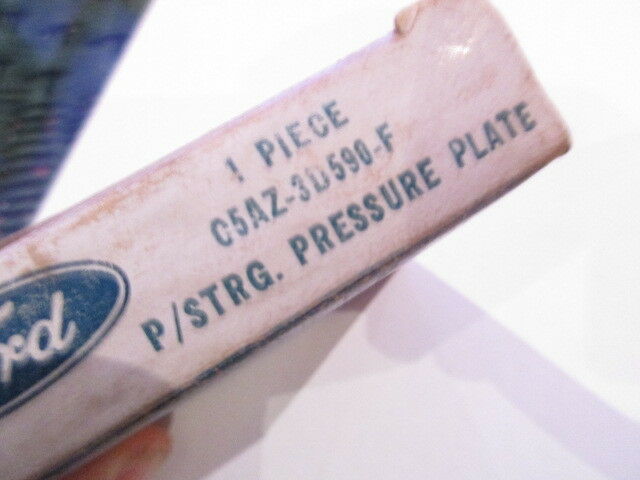 1 PIECE
C5AZ-3D590-F
P/STRG. PRESSURE PLATE
Ford